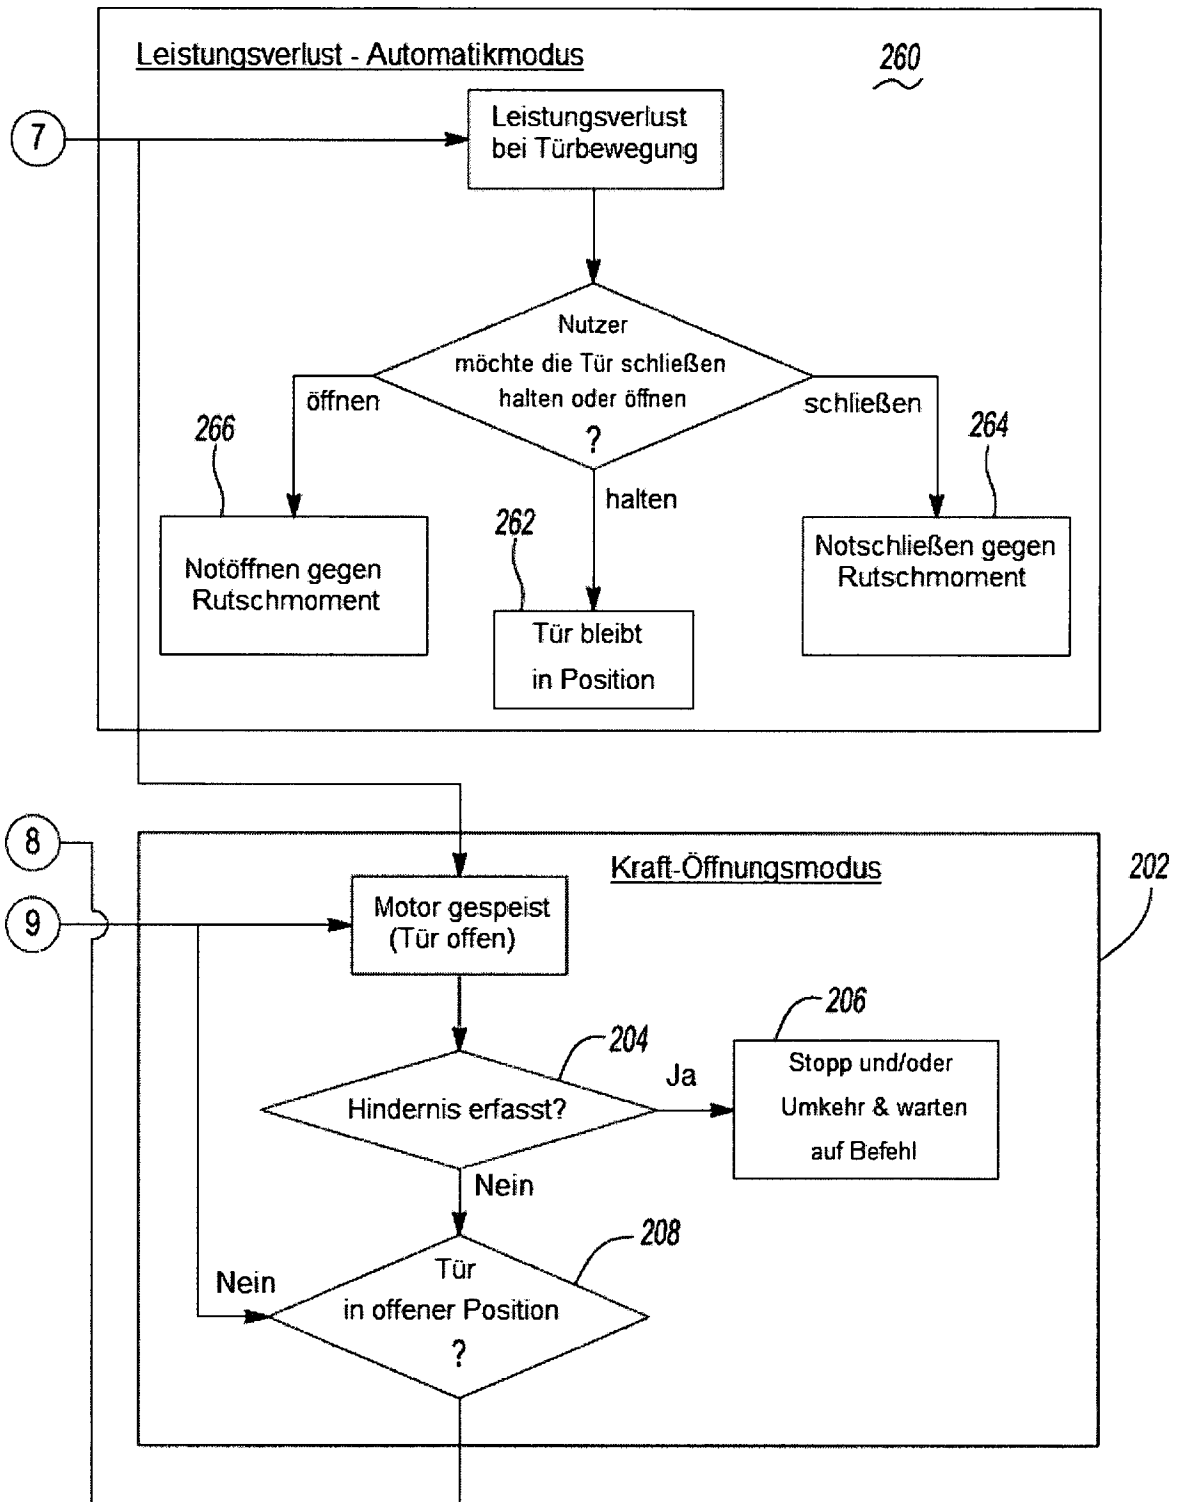 Leistungsverlust - Automatikmodus
260
7
Leistungsverlust
bei Türbewegung
Nutzer
möchte die Tür schließen
halten oder öffnen
?
öffnen
schließen
halten
266
262
264
Notöffnen gegen
Rutschmoment
Tür bleibt
in Position
Notschließen gegen
Rutschmoment
8
Kraft-Öffnungsmodus
202
9
Motor gespeist
(Tür offen)
204
Hindernis erfasst?
Ja
206
Stopp und/oder
Umkehr & warten
auf Befehl
Nein
208
Nein
Tür
in offener Position
?